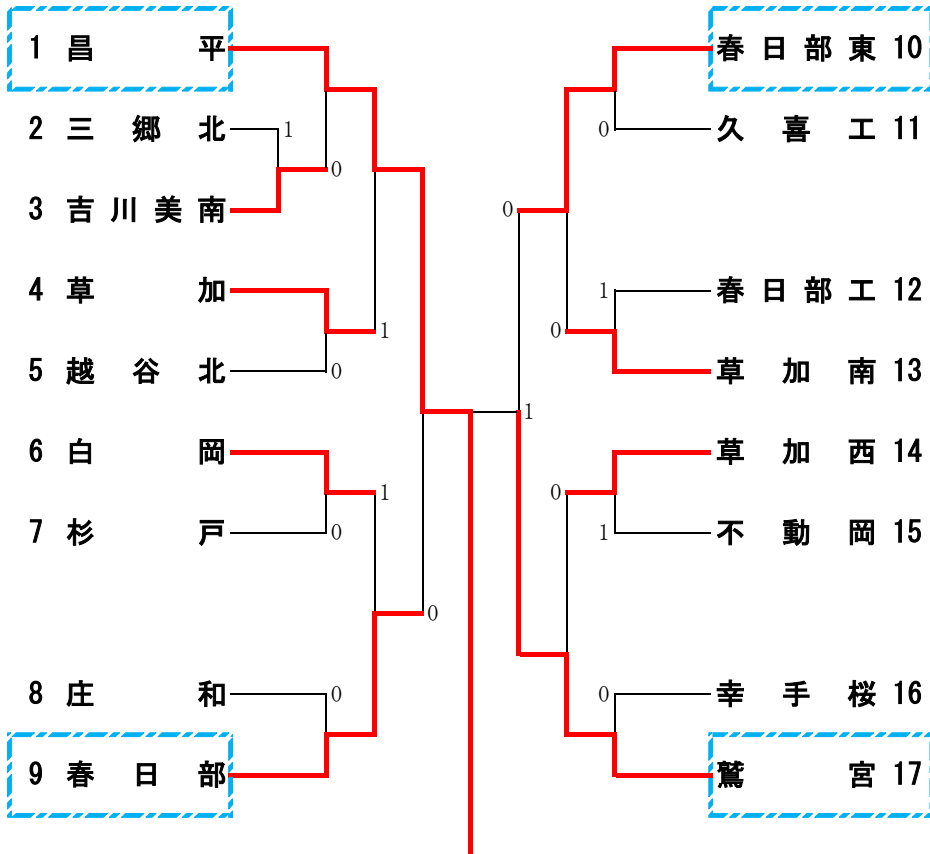 1 昌平
春日部東 10
2 三郷北
1
0
久喜工 11
0
3 吉川美南
0
4 草加
1
春日部工 12
1
0
5 越谷北
0
草加南 13
1
6 白岡
草加西 14
1
0
7 杉戸
0
1
不動岡 15
0
8 庄和
0
0
幸手桜 16
9 春日部
鷲宮 17